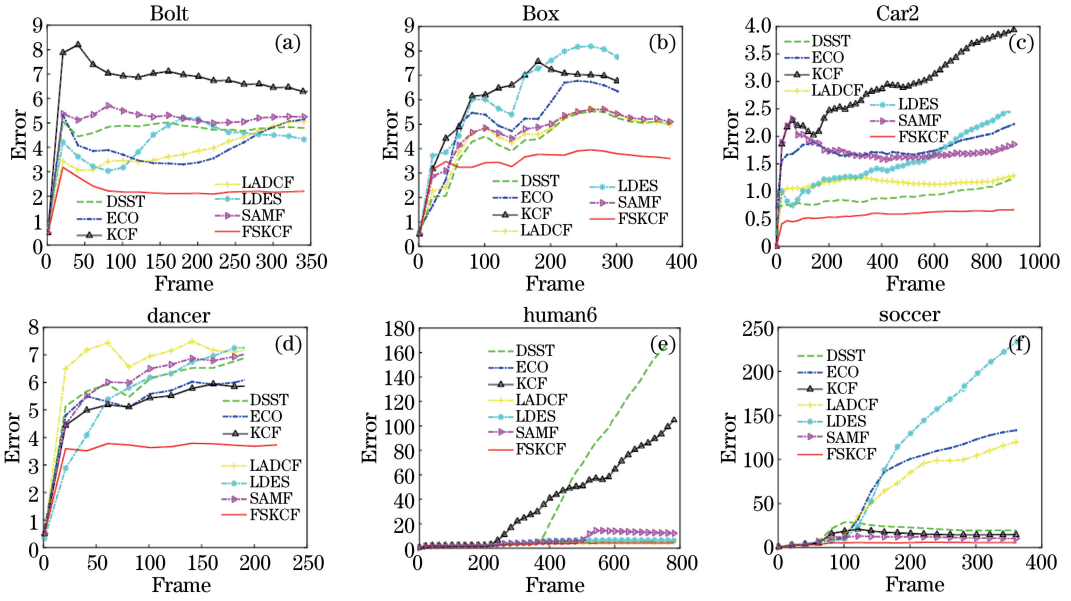 Bolt
(a)
9
8
7
6
5
4
3
2
1
0
Error
DSST
ECO
KCF
LADCF
LDES
SAMF
FSKCF
0 50 100 150 200 250 300 350
Frame
Box
(b)
9
8
7
6
5
4
3
2
1
0
Error
DSST
ECO
KCF
LADCF
LDES
SAMF
FSKCF
0 100 200 300 400
Frame
Car2
(c)
4.0
3.5
3.0
2.5
2.0
1.5
1.0
0.5
0
Error
DSST
ECO
KCF
LADCF
LDES
SAMF
FSKCF
0 200 400 600 800 1000
Frame
dancer
(d)
8
7
6
5
4
3
2
1
0
Error
DSST
ECO
KCF
LADCF
LDES
SAMF
FSKCF
0 50 100 150 200 250
Frame
human6
(e)
180
160
140
120
100
80
60
40
20
0
Error
DSST
ECO
KCF
LADCF
LDES
SAMF
FSKCF
0 200 400 600 800
Frame
soccer
(f)
250
200
150
100
50
0
Error
DSST
ECO
KCF
LADCF
LDES
SAMF
FSKCF
0 100 200 300 400
Frame